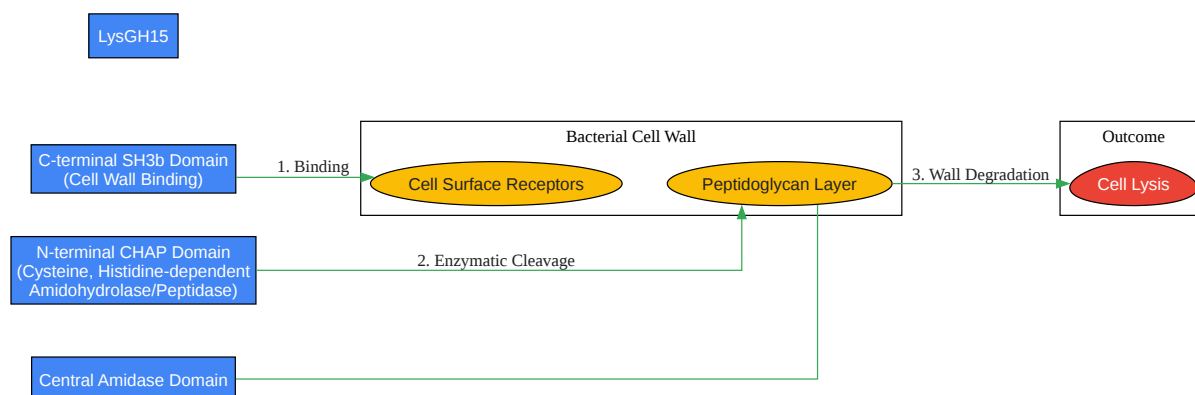 LysGH15
Bacterial Cell Wall
Outcome
C-terminal SH3b Domain
(Cell Wall Binding)
1. Binding
Cell Surface Receptors
Peptidoglycan Layer
3. Wall Degradation
Cell Lysis
N-terminal CHAP Domain
(Cysteine, Histidine-dependent
Amidohydrolase/Peptidase)
2. Enzymatic Cleavage
Central Amidase Domain